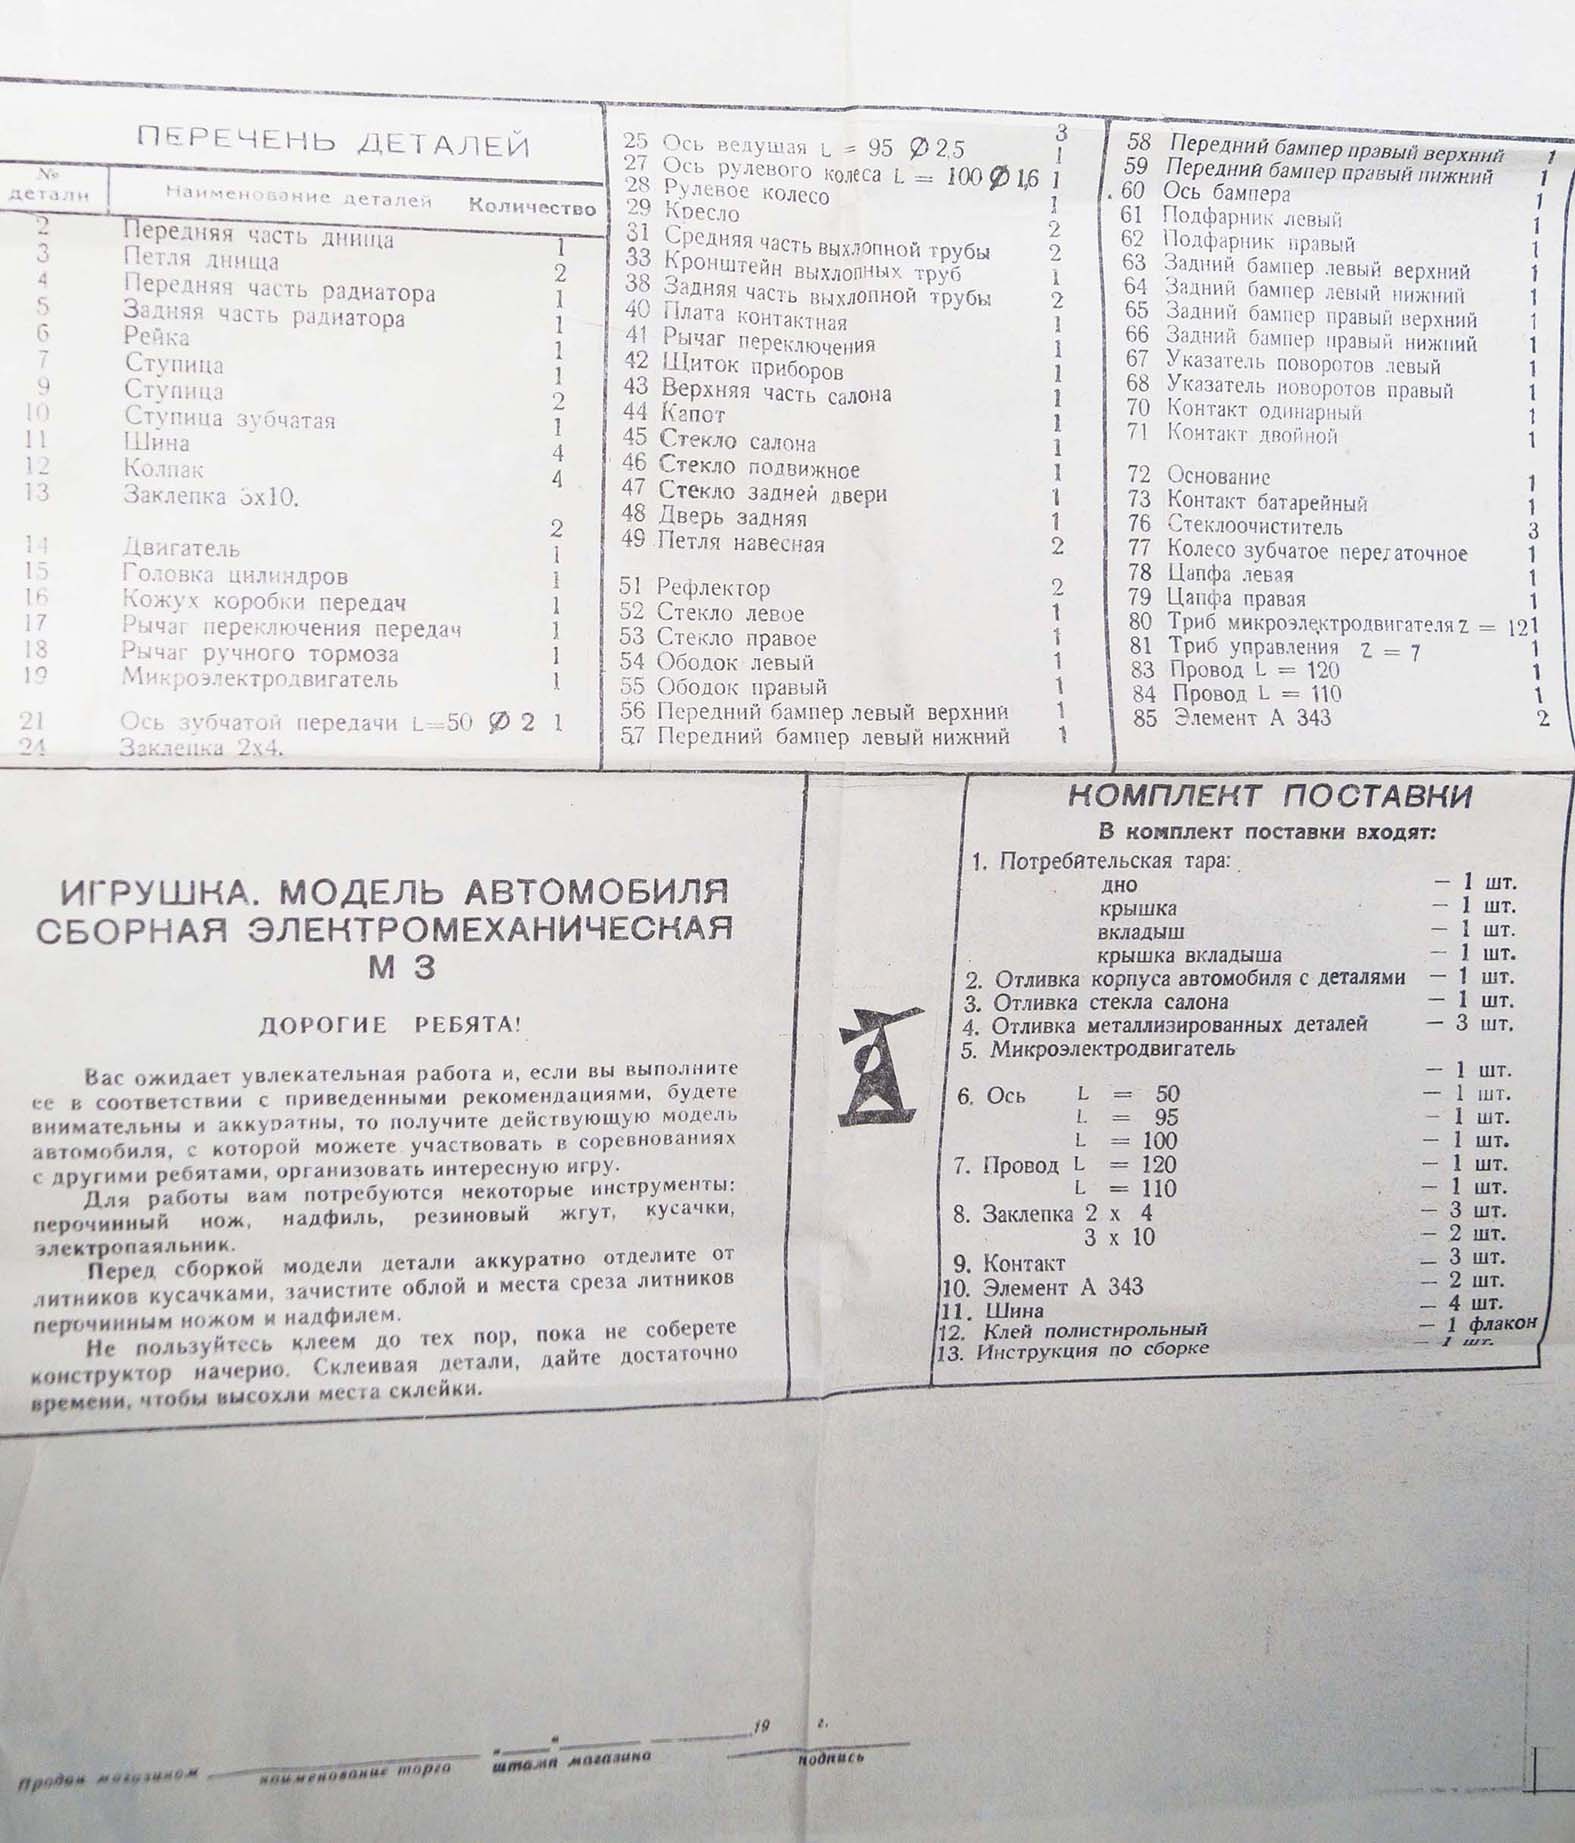 ПЕРЕЧЕНЬ ДЕТАЛЕЙ
№ детали Наименование деталей Количество
2 Передняя часть днища 1
3 Петля днища 2
4 Передняя часть радиатора 1
5 Задняя часть радиатора 1
6 Рейка 1
7 Ступица 1
9 Ступица 2
10 Ступица зубчатая 1
11 Шина 4
12 Колпак 4
13 Заклепка 3х10. 2
14 Двигатель 1
15 Головка цилиндров 1
16 Кожух коробки передач 1
17 Рычаг переключения передач 1
18 Рычаг ручного тормоза 1
19 Микроэлектродвигатель 1
21 Ось зубчатой передачи L=50 Ø 2 1
24 Заклепка 2х4. 3
25 Ось ведущая L = 95 Ø 2,5 1
27 Ось рулевого колеса L = 100 Ø 1,6 1
28 Рулевое колесо 1
29 Кресло 2
31 Средняя часть выхлопной трубы 2
33 Кронштейн выхлопных труб 1
38 Задняя часть выхлопной трубы 2
40 Плата контактная 1
41 Рычаг переключения 1
42 Щиток приборов 1
43 Верхняя часть салона 1
44 Капот 1
45 Стекло салона 1
46 Стекло подвижное 1
47 Стекло задней двери 1
48 Дверь задняя 1
49 Петля навесная 2
51 Рефлектор 2
52 Стекло левое 1
53 Стекло правое 1
54 Ободок левый 1
55 Ободок правый 1
56 Передний бампер левый верхний 1
57 Передний бампер левый нижний 1
58 Передний бампер правый верхний 1
59 Передний бампер правый нижний 1
60 Ось бампера 1
61 Подфарник левый 1
62 Подфарник правый 1
63 Задний бампер левый верхний 1
64 Задний бампер левый нижний 1
65 Задний бампер правый верхний 1
66 Задний бампер правый нижний 1
67 Указатель поворотов левый 1
68 Указатель поворотов правый 1
70 Контакт одинарный 1
71 Контакт двойной 1
72 Основание 1
73 Контакт батарейный 1
76 Стеклоочиститель 3
77 Колесо зубчатое передаточное 1
78 Цапфа левая 1
79 Цапфа правая 1
80 Триб микроэлектродвигателя z = 12 1
81 Триб управления z = 7 1
83 Провод L = 120 1
84 Провод L = 110 1
85 Элемент А 343 2
ИГРУШКА. МОДЕЛЬ АВТОМОБИЛЯ
СБОРНАЯ ЭЛЕКТРОМЕХАНИЧЕСКАЯ
М 3
ДОРОГИЕ РЕБЯТА!
Вас ожидает увлекательная работа и, если вы выполните
ее в соответствии с приведенными рекомендациями, будете
внимательны и аккуратны, то получите действующую модель
автомобиля, с которой можете участвовать в соревнованиях
с другими ребятами, организовать интересную игру.
Для работы вам потребуются некоторые инструменты:
перочинный нож, надфиль, резиновый жгут, кусачки,
электропаяльник.
Перед сборкой модели детали аккуратно отделите от
литников кусачками, зачистите облой и места среза литников
перочинным ножом и надфилем.
Не пользуйтесь клеем до тех пор, пока не соберете
конструктор начерно. Склеивая детали, дайте достаточно
времени, чтобы высохли места склейки.
КОМПЛЕКТ ПОСТАВКИ
В комплект поставки входят:
1. Потребительская тара:
дно – 1 шт.
крышка – 1 шт.
вкладыш – 1 шт.
крышка вкладыша – 1 шт.
2. Отливка корпуса автомобиля с деталями – 1 шт.
3. Отливка стекла салона – 1 шт.
4. Отливка металлизированных деталей – 3 шт.
5. Микроэлектродвигатель
– 1 шт.
6. Ось L = 50 – 1 шт.
L = 95 – 1 шт.
L = 100 – 1 шт.
7. Провод L = 120 – 1 шт.
L = 110 – 1 шт.
8. Заклепка 2 х 4 – 3 шт.
3 х 10 – 2 шт.
9. Контакт – 3 шт.
10. Элемент А 343 – 2 шт.
11. Шина – 4 шт.
12. Клей полистирольный – 1 флакон
13. Инструкция по сборке – 1 шт.
Продан магазином " " 19 г.
наименование торга штамп магазина подпись